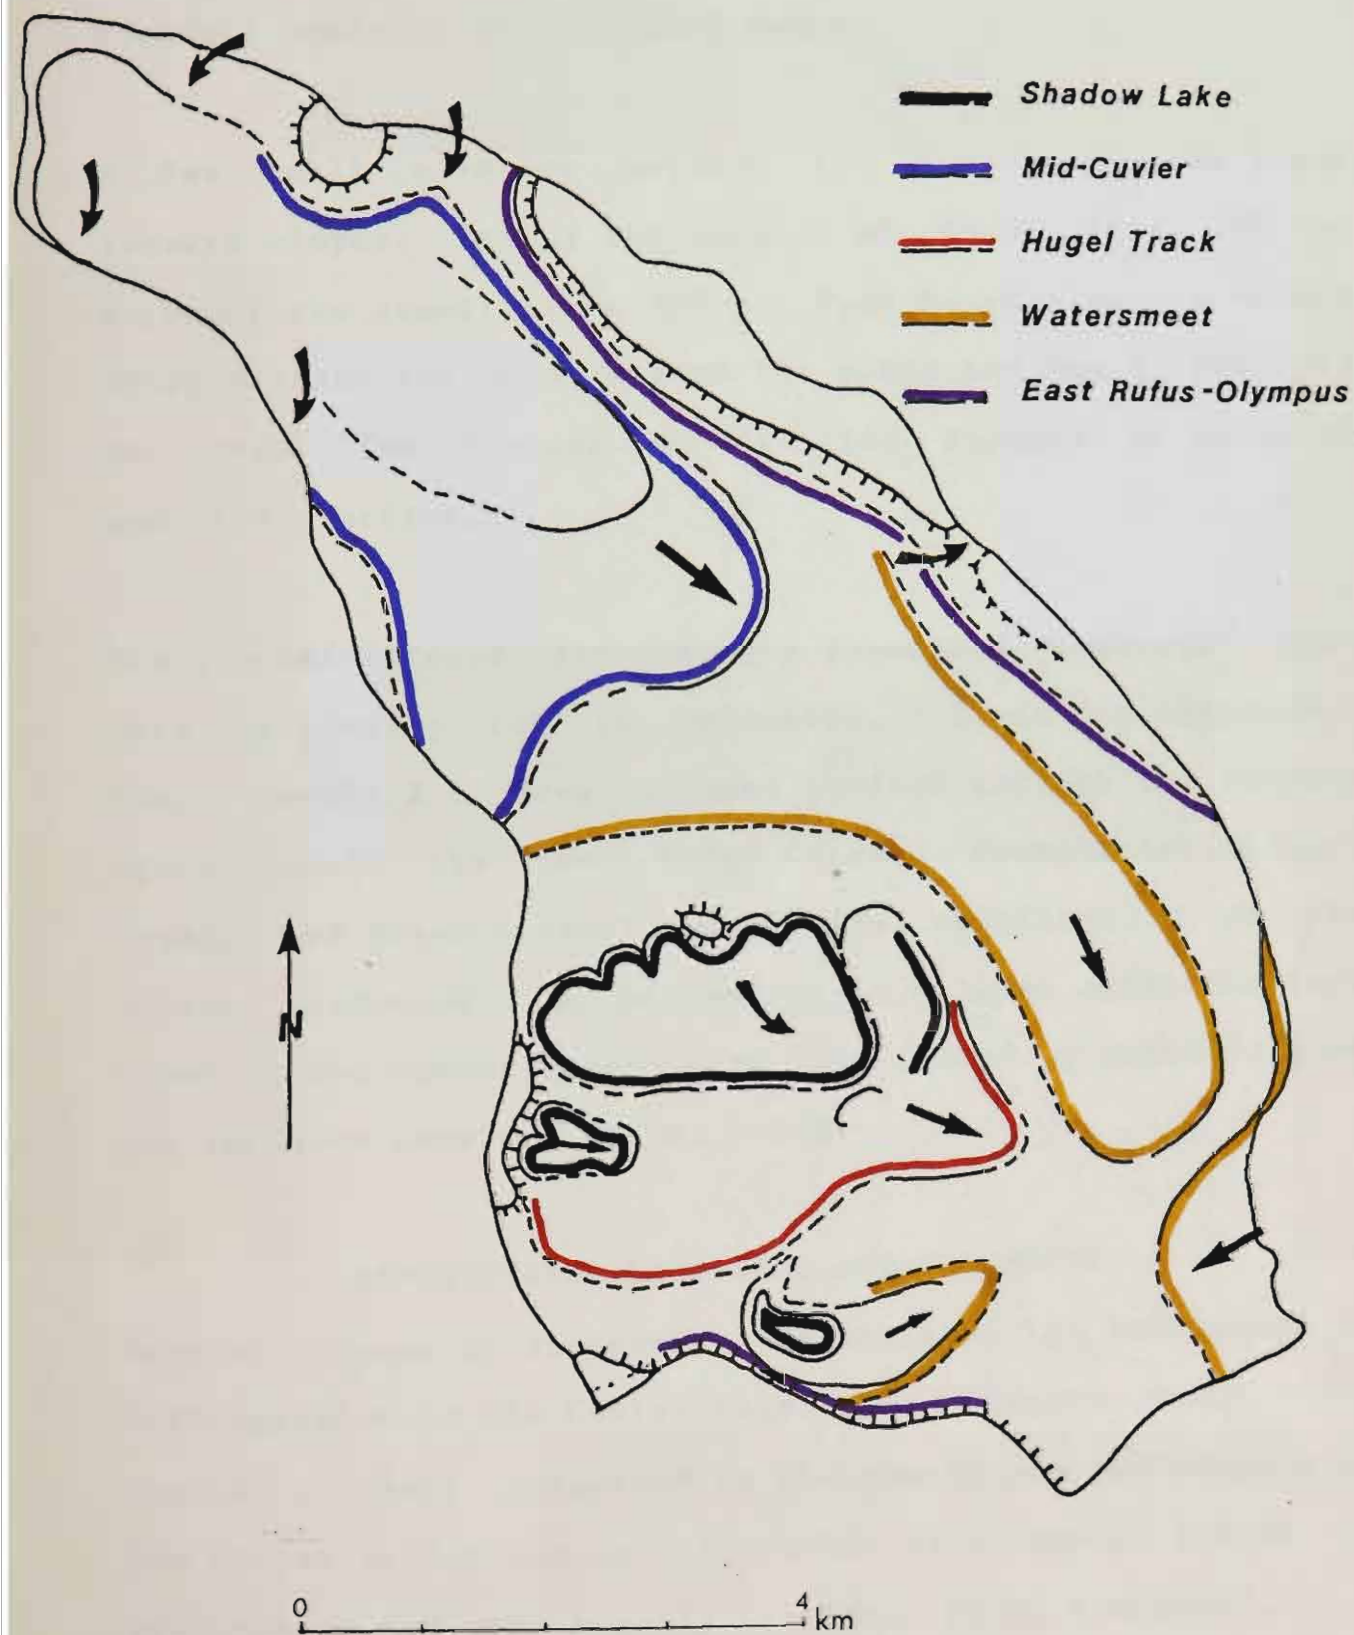 Shadow Lake
Mid-Cuvier
Hugel Track
Watersmeet
East Rufus-Olympus
N
0 4
km